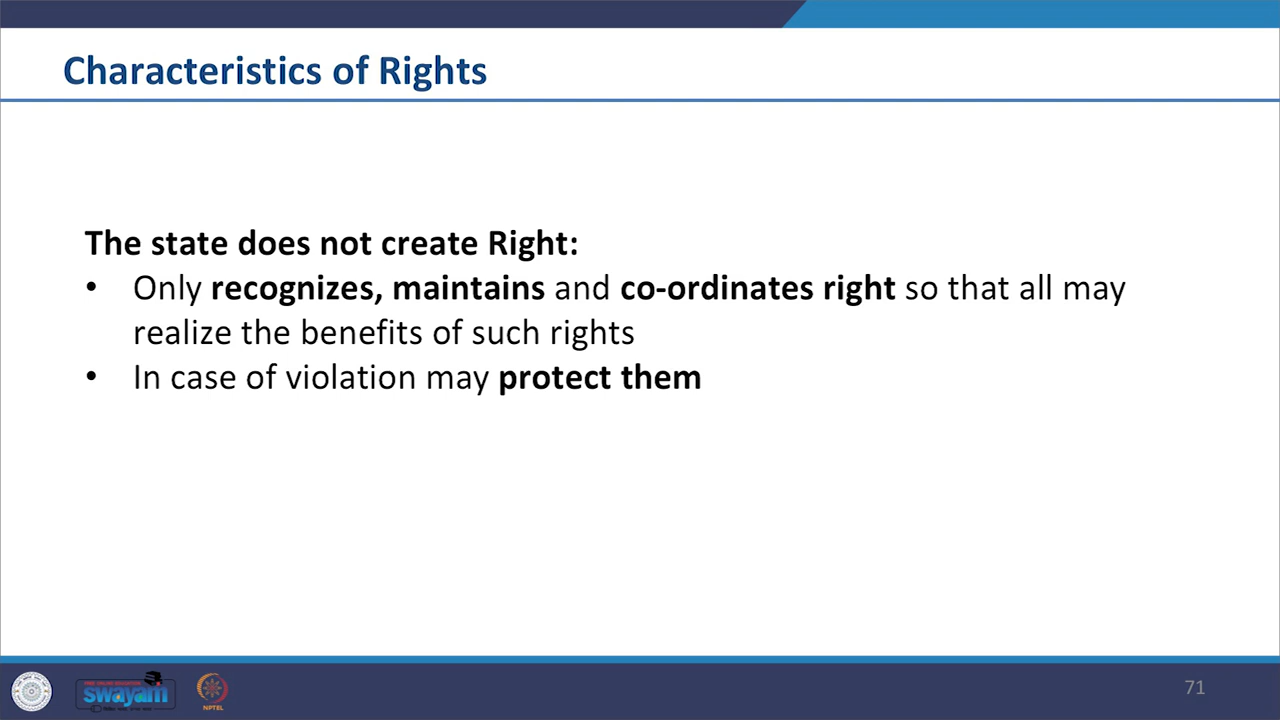 Characteristics of Rights
The state does not create Right:
• Only recognizes, maintains and co-ordinates right so that all may
realize the benefits of such rights
• In case of violation may protect them
swayam
NPTEL
71